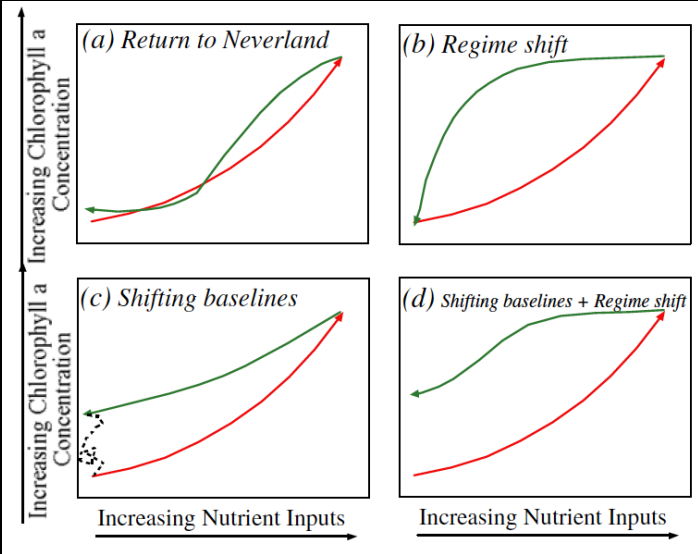 (a) Return to Neverland
(b) Regime shift
Increasing Chlorophyll a
Concentration
(c) Shifting baselines
(d) Shifting baselines + Regime shift
Increasing Chlorophyll a
Concentration
Increasing Nutrient Inputs
Increasing Nutrient Inputs